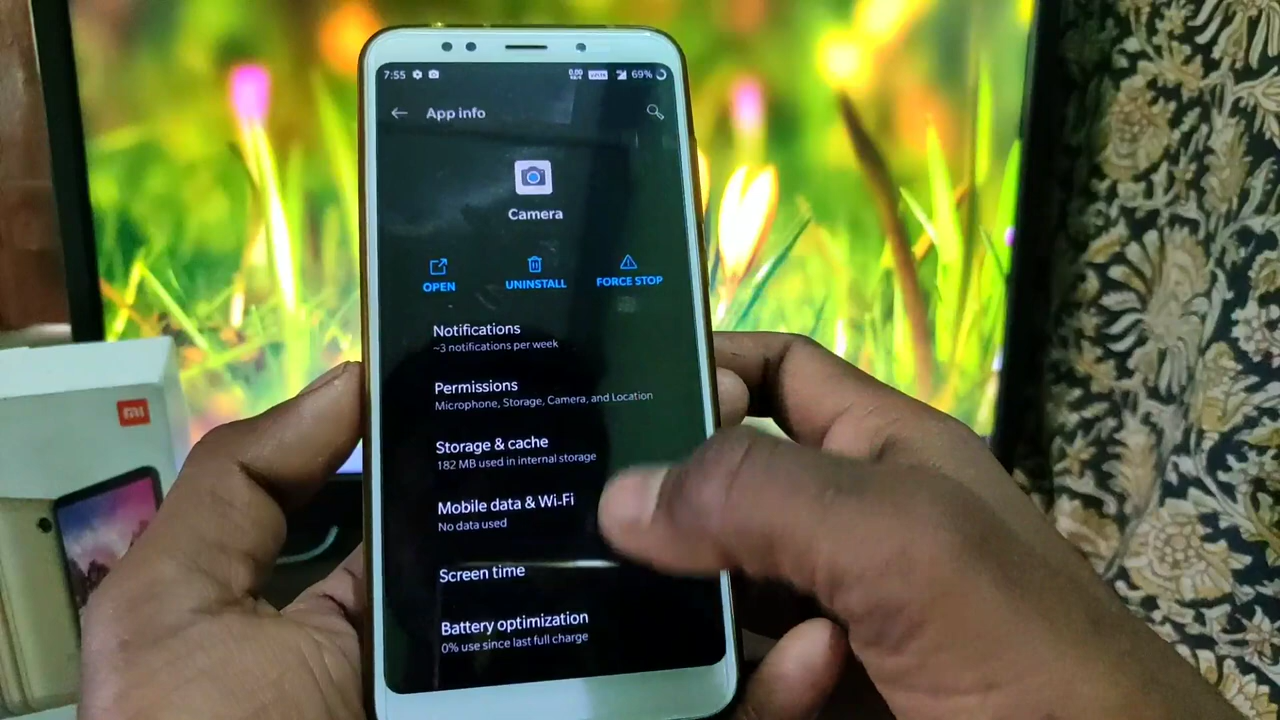 7:55
69%
App info
Camera
OPEN
UNINSTALL
FORCE STOP
Notifications
~3 notifications per week
Permissions
Microphone, Storage, Camera, and Location
Storage & cache
182 MB used in internal storage
Mobile data & Wi-Fi
No data used
Screen time
Battery optimization
0% use since last full charge
mi